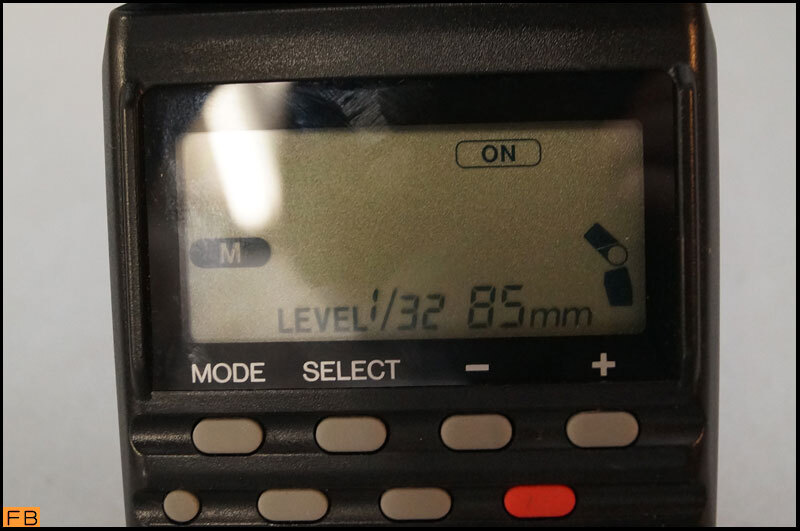 ON
M
LEVEL 1/32 85mm
MODE SELECT − +
FB